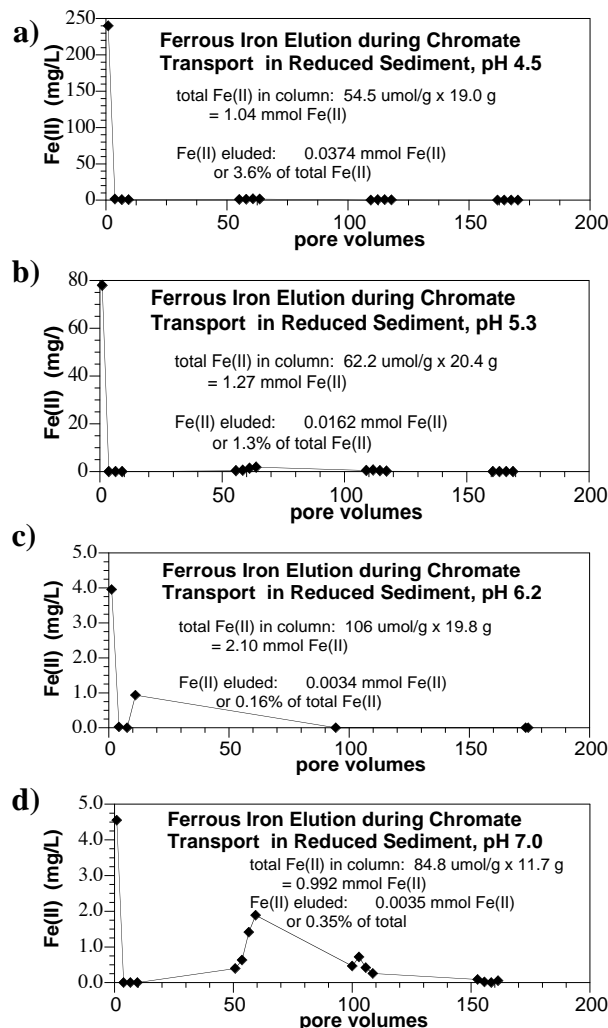 a)
Ferrous Iron Elution during Chromate
Transport in Reduced Sediment, pH 4.5
total Fe(II) in column: 54.5 umol/g x 19.0 g
= 1.04 mmol Fe(II)
Fe(II) eluded: 0.0374 mmol Fe(II)
or 3.6% of total Fe(II)
Fe(II) (mg/L)
250
200
150
100
50
0
0 50 100 150 200
pore volumes
b)
Ferrous Iron Elution during Chromate
Transport in Reduced Sediment, pH 5.3
total Fe(II) in column: 62.2 umol/g x 20.4 g
= 1.27 mmol Fe(II)
Fe(II) eluded: 0.0162 mmol Fe(II)
or 1.3% of total Fe(II)
Fe(II) (mg/)
80
60
40
20
0
0 50 100 150 200
pore volumes
c)
Ferrous Iron Elution during Chromate
Transport in Reduced Sediment, pH 6.2
total Fe(II) in column: 106 umol/g x 19.8 g
= 2.10 mmol Fe(II)
Fe(II) eluded: 0.0034 mmol Fe(II)
or 0.16% of total Fe(II)
Fe(II) (mg/L)
5.0
4.0
3.0
2.0
1.0
0.0
0 50 100 150 200
pore volumes
d)
Ferrous Iron Elution during Chromate
Transport in Reduced Sediment, pH 7.0
total Fe(II) in column: 84.8 umol/g x 11.7 g
= 0.992 mmol Fe(II)
Fe(II) eluded: 0.0035 mmol Fe(II)
or 0.35% of total
Fe(II) (mg/L)
5.0
4.0
3.0
2.0
1.0
0.0
0 50 100 150 200
pore volumes